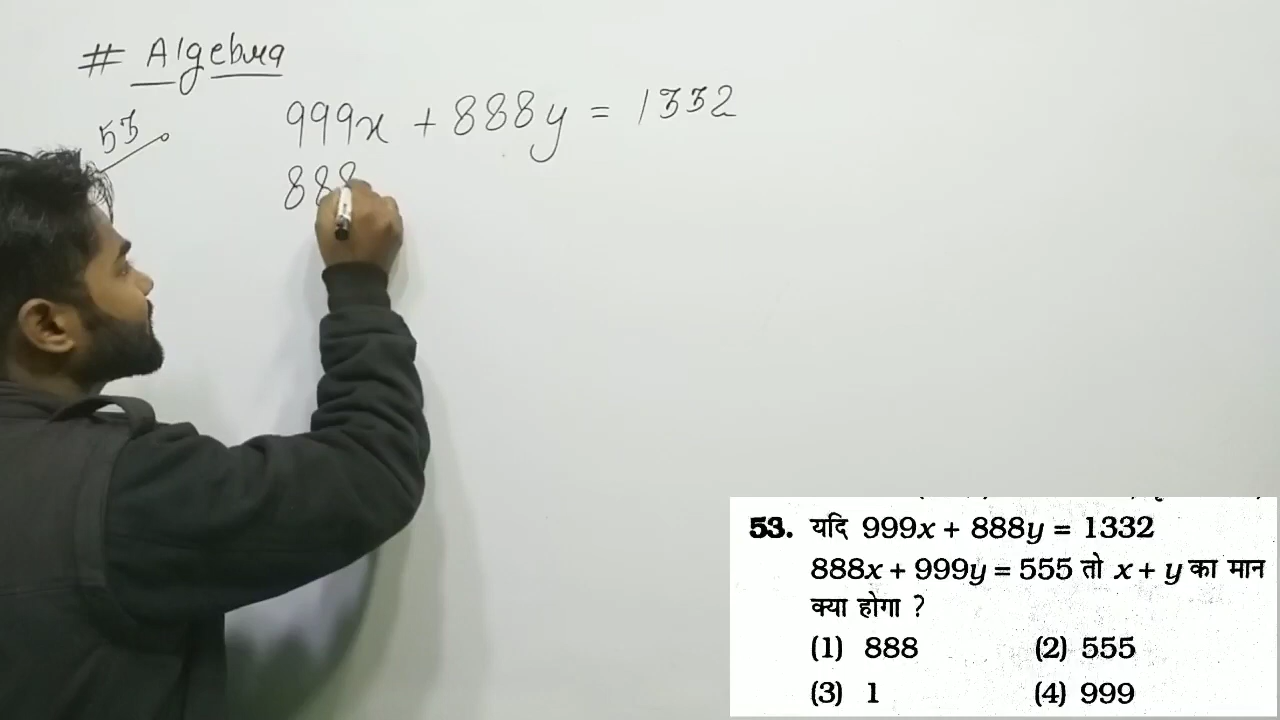 # Algebra
53
999x + 888y = 1332
888
53. यदि 999x + 888y = 1332
888x + 999y = 555 तो x + y का मान
क्या होगा ?
(1) 888 (2) 555
(3) 1 (4) 999